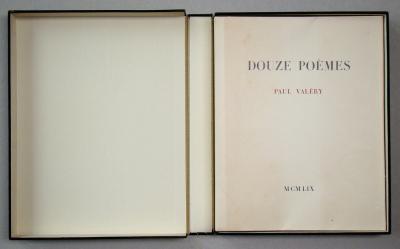 DOUZE POÈMES
PAUL VALÉRY
MCMLIX